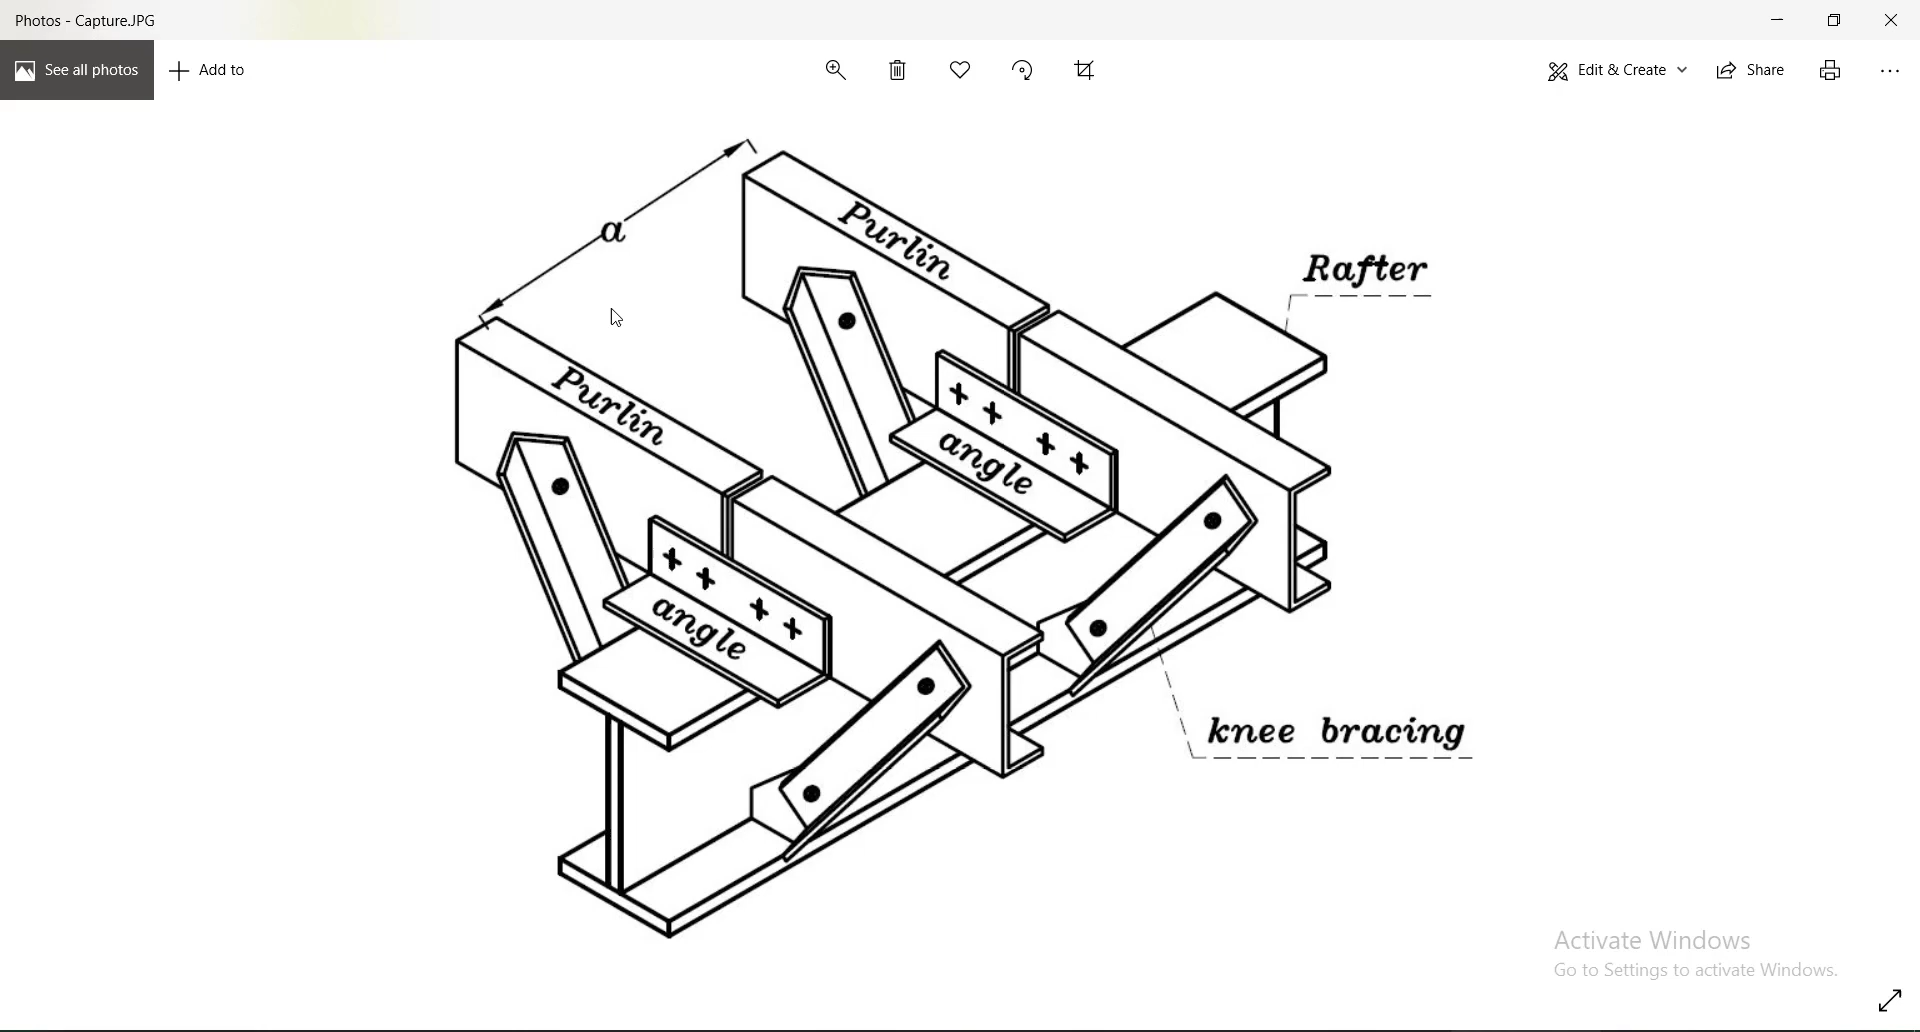 Photos - Capture.JPG
See all photos
Add to
Edit & Create
Share
a
Purlin
Rafter
Purlin
angle
angle
knee bracing
Activate Windows
Go to Settings to activate Windows.